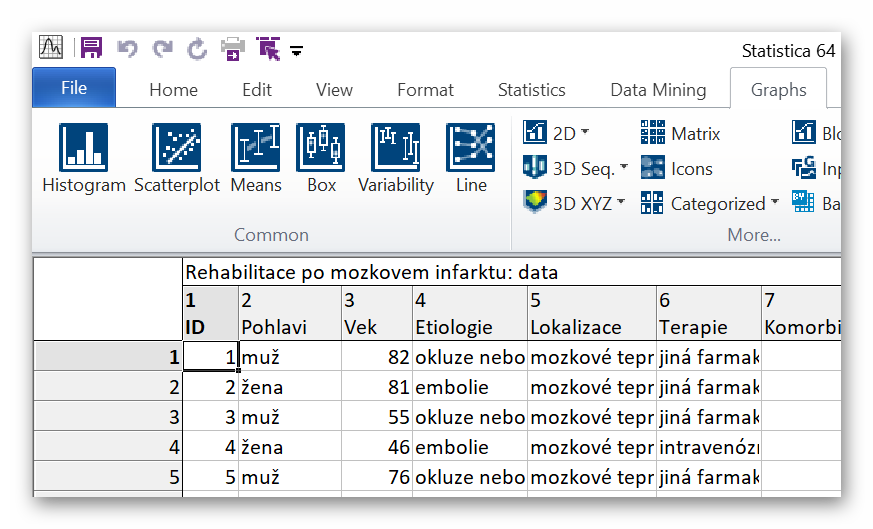 Statistica 64
File Home Edit View Format Statistics Data Mining Graphs
Histogram Scatterplot Means Box Variability Line
2D Matrix Blo
3D Seq. Icons Inp
3D XYZ Categorized Ba
Common More...
Rehabilitace po mozkovem infarktu: data
1 2 3 4 5 6 7
ID Pohlavi Vek Etiologie Lokalizace Terapie Komorbi
1 1 muž 82 okluze nebo mozkové tepr jiná farmak
2 2 žena 81 embolie mozkové tepr jiná farmak
3 3 muž 55 okluze nebo mozkové tepr jiná farmak
4 4 žena 46 embolie mozkové tepr intravenózr
5 5 muž 76 okluze nebo mozkové tepr jiná farmak